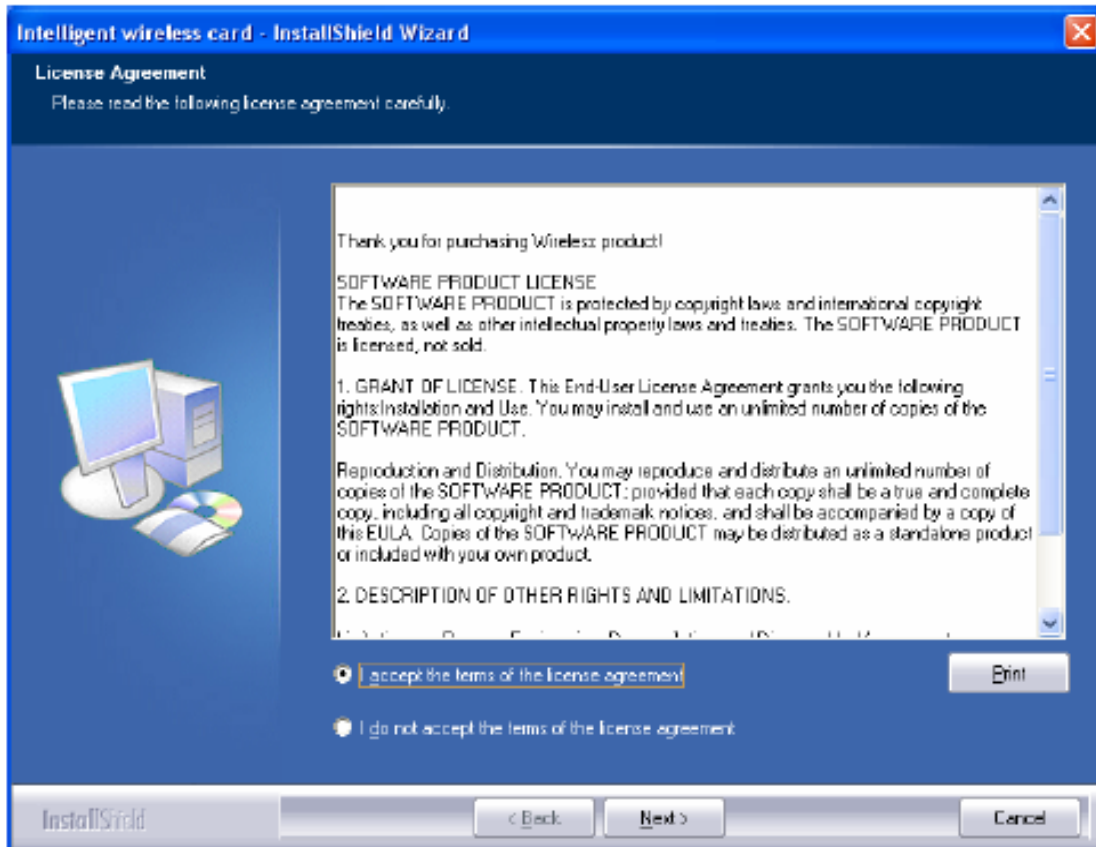 Intelligent wireless card - InstallShield Wizard
License Agreement
Please read the following license agreement carefully.
Thank you for purchasing Wireless product!
SOFTWARE PRODUCT LICENSE
The SOFTWARE PRODUCT is protected by copyright laws and international copyright
treaties, as well as other intellectual property laws and treaties. The SOFTWARE PRODUCT
is licensed, not sold.
1. GRANT OF LICENSE. This End-User License Agreement grants you the following
rights:Installation and Use. You may install and use an unlimited number of copies of the
SOFTWARE PRODUCT.
Reproduction and Distribution. You may reproduce and distribute an unlimited number of
copies of the SOFTWARE PRODUCT; provided that each copy shall be a true and complete
copy, including all copyright and trademark notices, and shall be accompanied by a copy of
this EULA. Copies of the SOFTWARE PRODUCT may be distributed as a standalone product
or included with your own product.
2. DESCRIPTION OF OTHER RIGHTS AND LIMITATIONS.
I accept the terms of the license agreement
Print
I do not accept the terms of the license agreement
InstallShield
< Back
Next >
Cancel